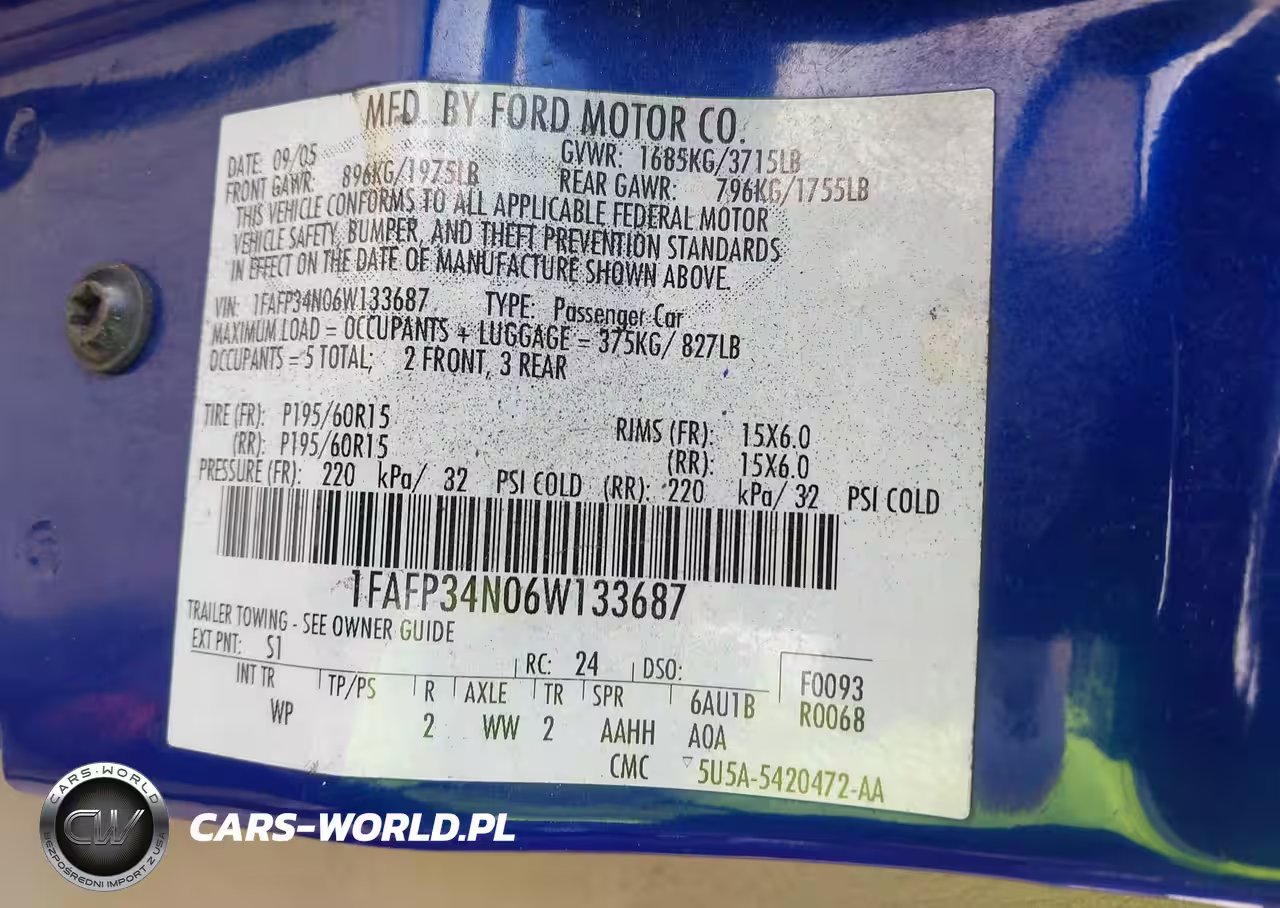 MFD. BY FORD MOTOR CO.
DATE: 09/05 GVWR: 1685KG/3715LB
FRONT GAWR: 896KG/1975LB REAR GAWR: 796KG/1755LB
THIS VEHICLE CONFORMS TO ALL APPLICABLE FEDERAL MOTOR
VEHICLE SAFETY, BUMPER, AND THEFT PREVENTION STANDARDS
IN EFFECT ON THE DATE OF MANUFACTURE SHOWN ABOVE.
VIN: 1FAFP34N06W133687 TYPE: Passenger Car
MAXIMUM LOAD = OCCUPANTS + LUGGAGE = 375KG/ 827LB
OCCUPANTS = 5 TOTAL; 2 FRONT, 3 REAR
TIRE (FR): P195/60R15 RIMS (FR): 15X6.0
(RR): P195/60R15 (RR): 15X6.0
PRESSURE (FR): 220 kPa/ 32 PSI COLD (RR): 220 kPa/ 32 PSI COLD
1FAFP34N06W133687
TRAILER TOWING - SEE OWNER GUIDE
EXT PNT: S1 RC: 24 DSO: F0093
INT TR TP/PS R AXLE TR SPR 6AU1B R0068
WP 2 WW 2 AAHH A0A
CMC 5U5A-5420472-AA
CARS-WORLD
CW
BEZPOŚREDNI IMPORT Z USA
CARS-WORLD.PL